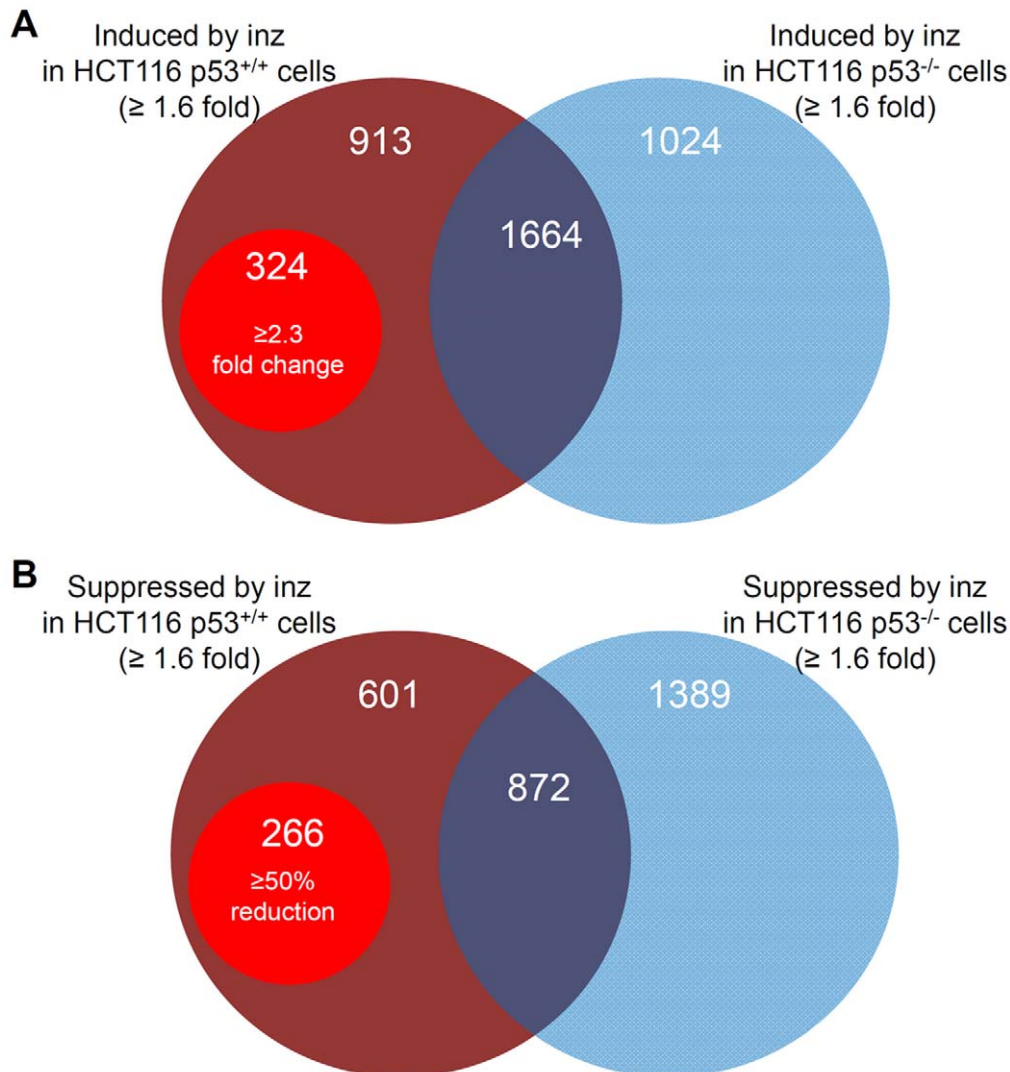 A
Induced by inz
in HCT116 p53+/+ cells
(≥ 1.6 fold)
Induced by inz
in HCT116 p53-/- cells
(≥ 1.6 fold)
913
1024
1664
324
≥2.3
fold change
B
Suppressed by inz
in HCT116 p53+/+ cells
(≥ 1.6 fold)
Suppressed by inz
in HCT116 p53-/- cells
(≥ 1.6 fold)
601
1389
872
266
≥50%
reduction